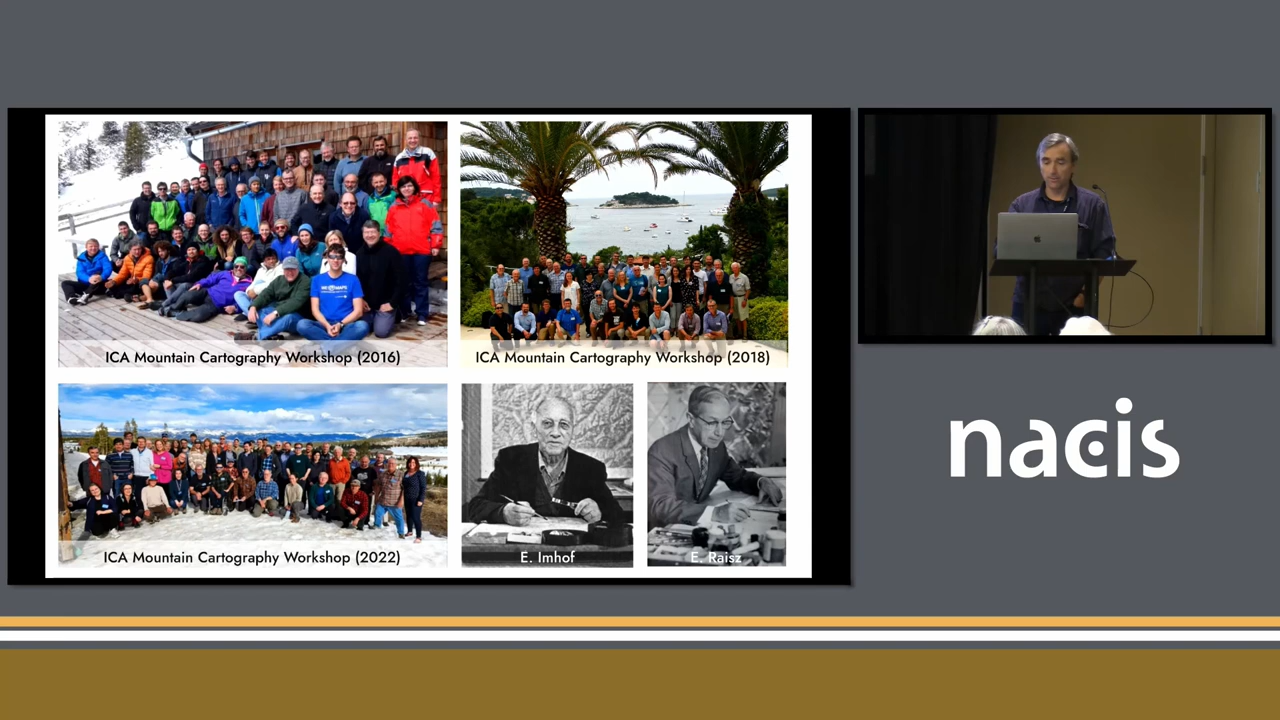 ICA Mountain Cartography Workshop (2016)
ICA Mountain Cartography Workshop (2018)
ICA Mountain Cartography Workshop (2022)
E. Imhof
E. Raisz
nacis